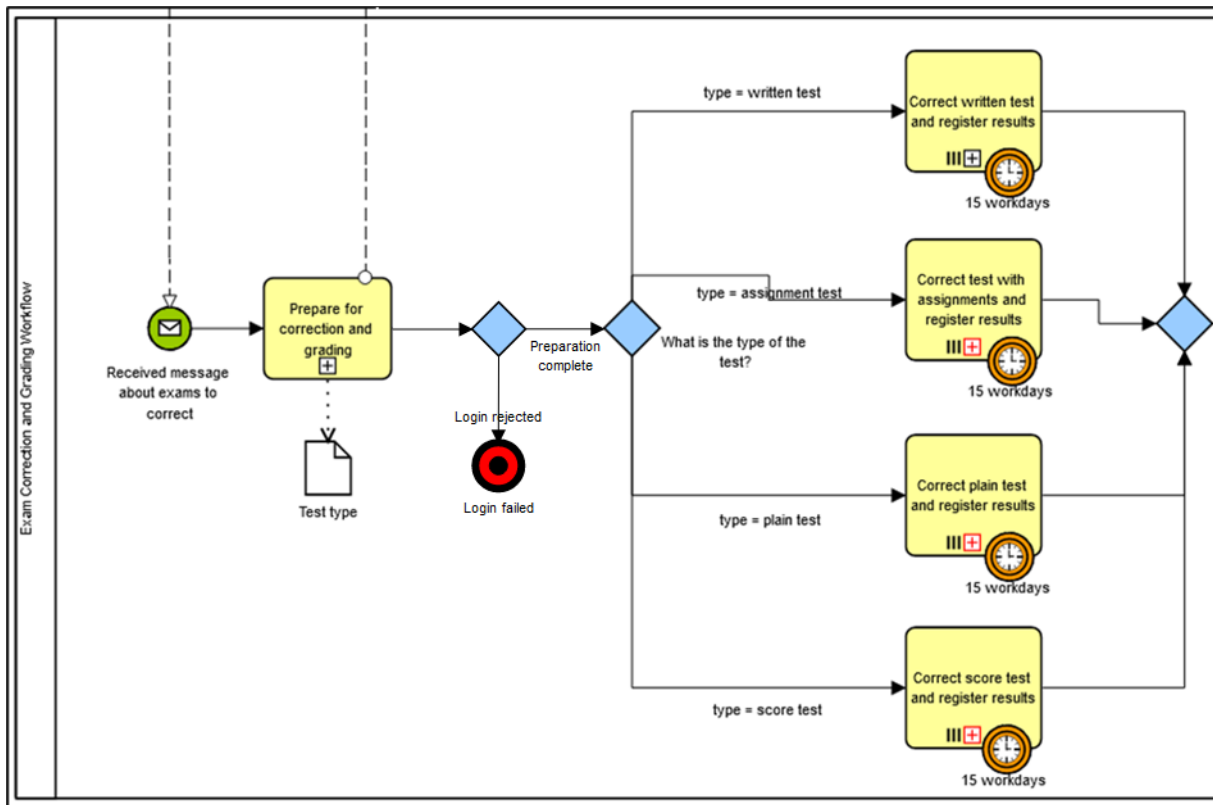 Exam Correction and Grading Workflow
Received message
about exams to
correct
Prepare for
correction and
grading
Test type
Preparation
complete
Login rejected
Login failed
What is the type of the
test?
type = written test
Correct written test
and register results
15 workdays
type = assignment test
Correct test with
assignments and
register results
15 workdays
type = plain test
Correct plain test
and register results
15 workdays
type = score test
Correct score test
and register results
15 workdays